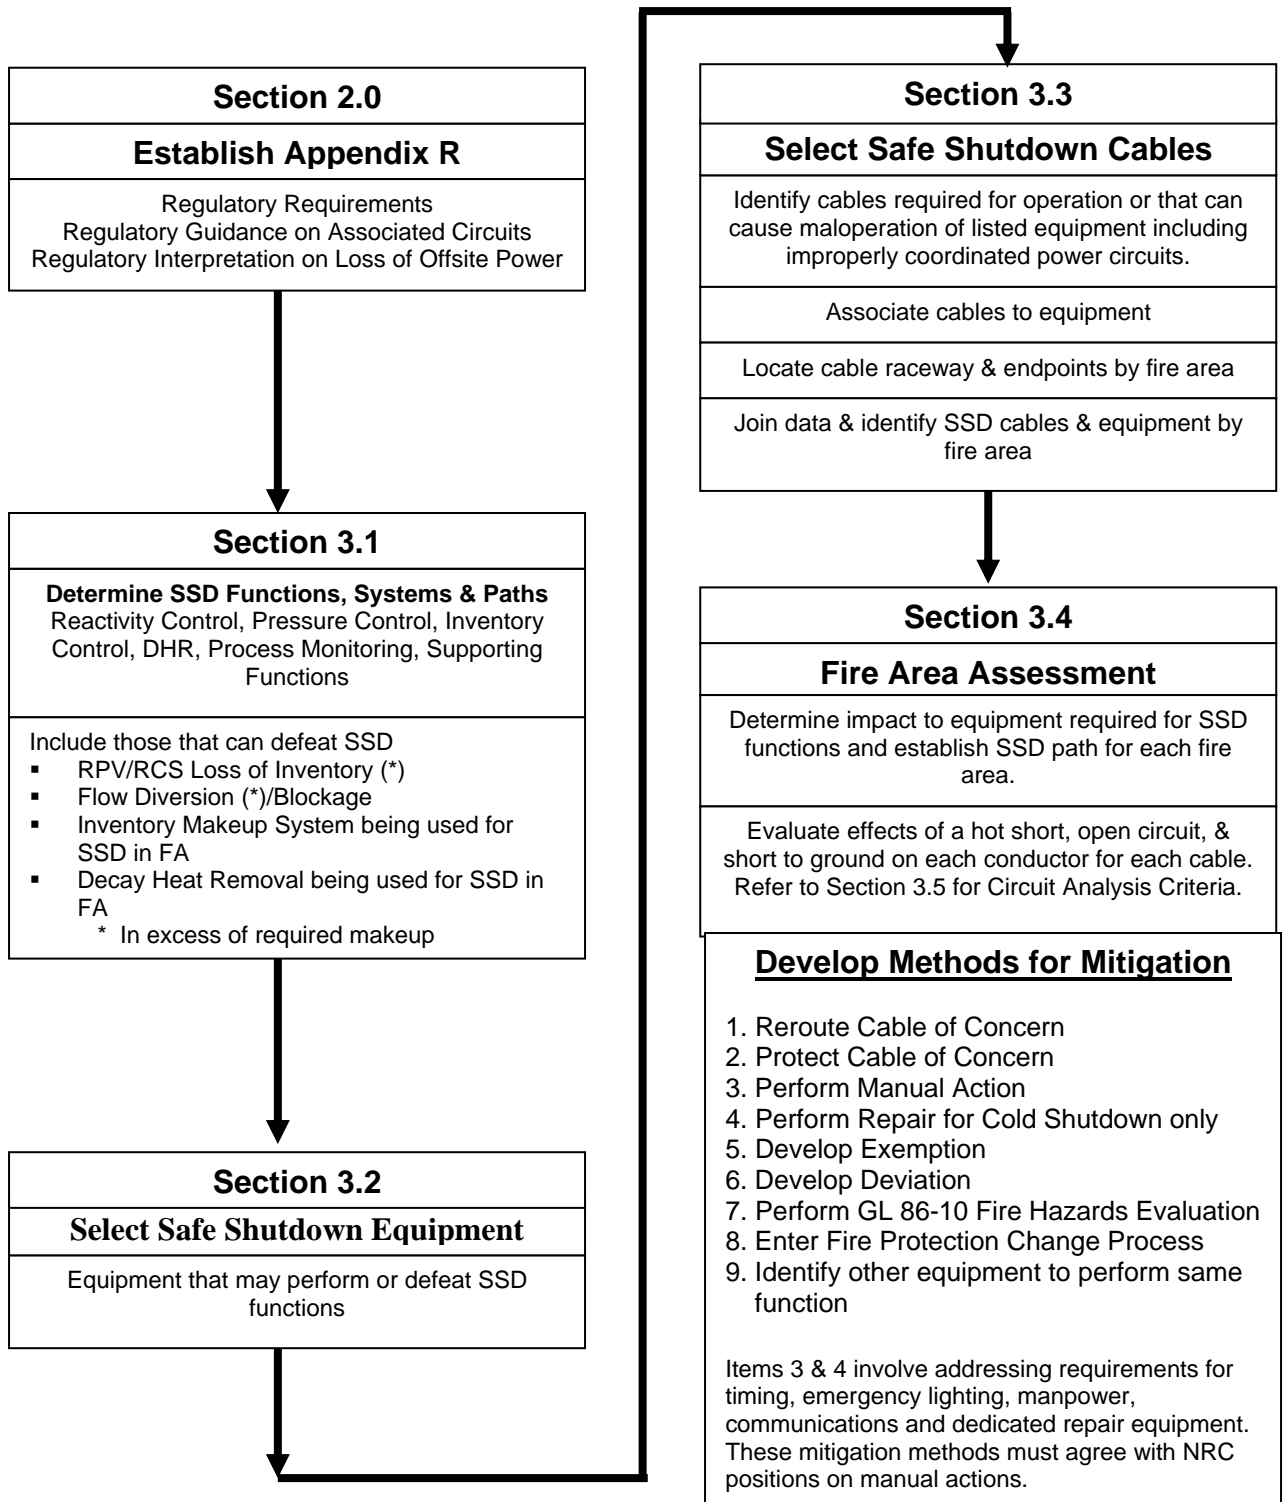 Section 2.0
Establish Appendix R
Regulatory Requirements
Regulatory Guidance on Associated Circuits
Regulatory Interpretation on Loss of Offsite Power
Section 3.1
Determine SSD Functions, Systems & Paths
Reactivity Control, Pressure Control, Inventory
Control, DHR, Process Monitoring, Supporting
Functions
Include those that can defeat SSD
▪ RPV/RCS Loss of Inventory (*)
▪ Flow Diversion (*)/Blockage
▪ Inventory Makeup System being used for
SSD in FA
▪ Decay Heat Removal being used for SSD in
FA
* In excess of required makeup
Section 3.2
Select Safe Shutdown Equipment
Equipment that may perform or defeat SSD
functions
Section 3.3
Select Safe Shutdown Cables
Identify cables required for operation or that can
cause maloperation of listed equipment including
improperly coordinated power circuits.
Associate cables to equipment
Locate cable raceway & endpoints by fire area
Join data & identify SSD cables & equipment by
fire area
Section 3.4
Fire Area Assessment
Determine impact to equipment required for SSD
functions and establish SSD path for each fire
area.
Evaluate effects of a hot short, open circuit, &
short to ground on each conductor for each cable.
Refer to Section 3.5 for Circuit Analysis Criteria.
Develop Methods for Mitigation
1. Reroute Cable of Concern
2. Protect Cable of Concern
3. Perform Manual Action
4. Perform Repair for Cold Shutdown only
5. Develop Exemption
6. Develop Deviation
7. Perform GL 86-10 Fire Hazards Evaluation
8. Enter Fire Protection Change Process
9. Identify other equipment to perform same
function
Items 3 & 4 involve addressing requirements for
timing, emergency lighting, manpower,
communications and dedicated repair equipment.
These mitigation methods must agree with NRC
positions on manual actions.